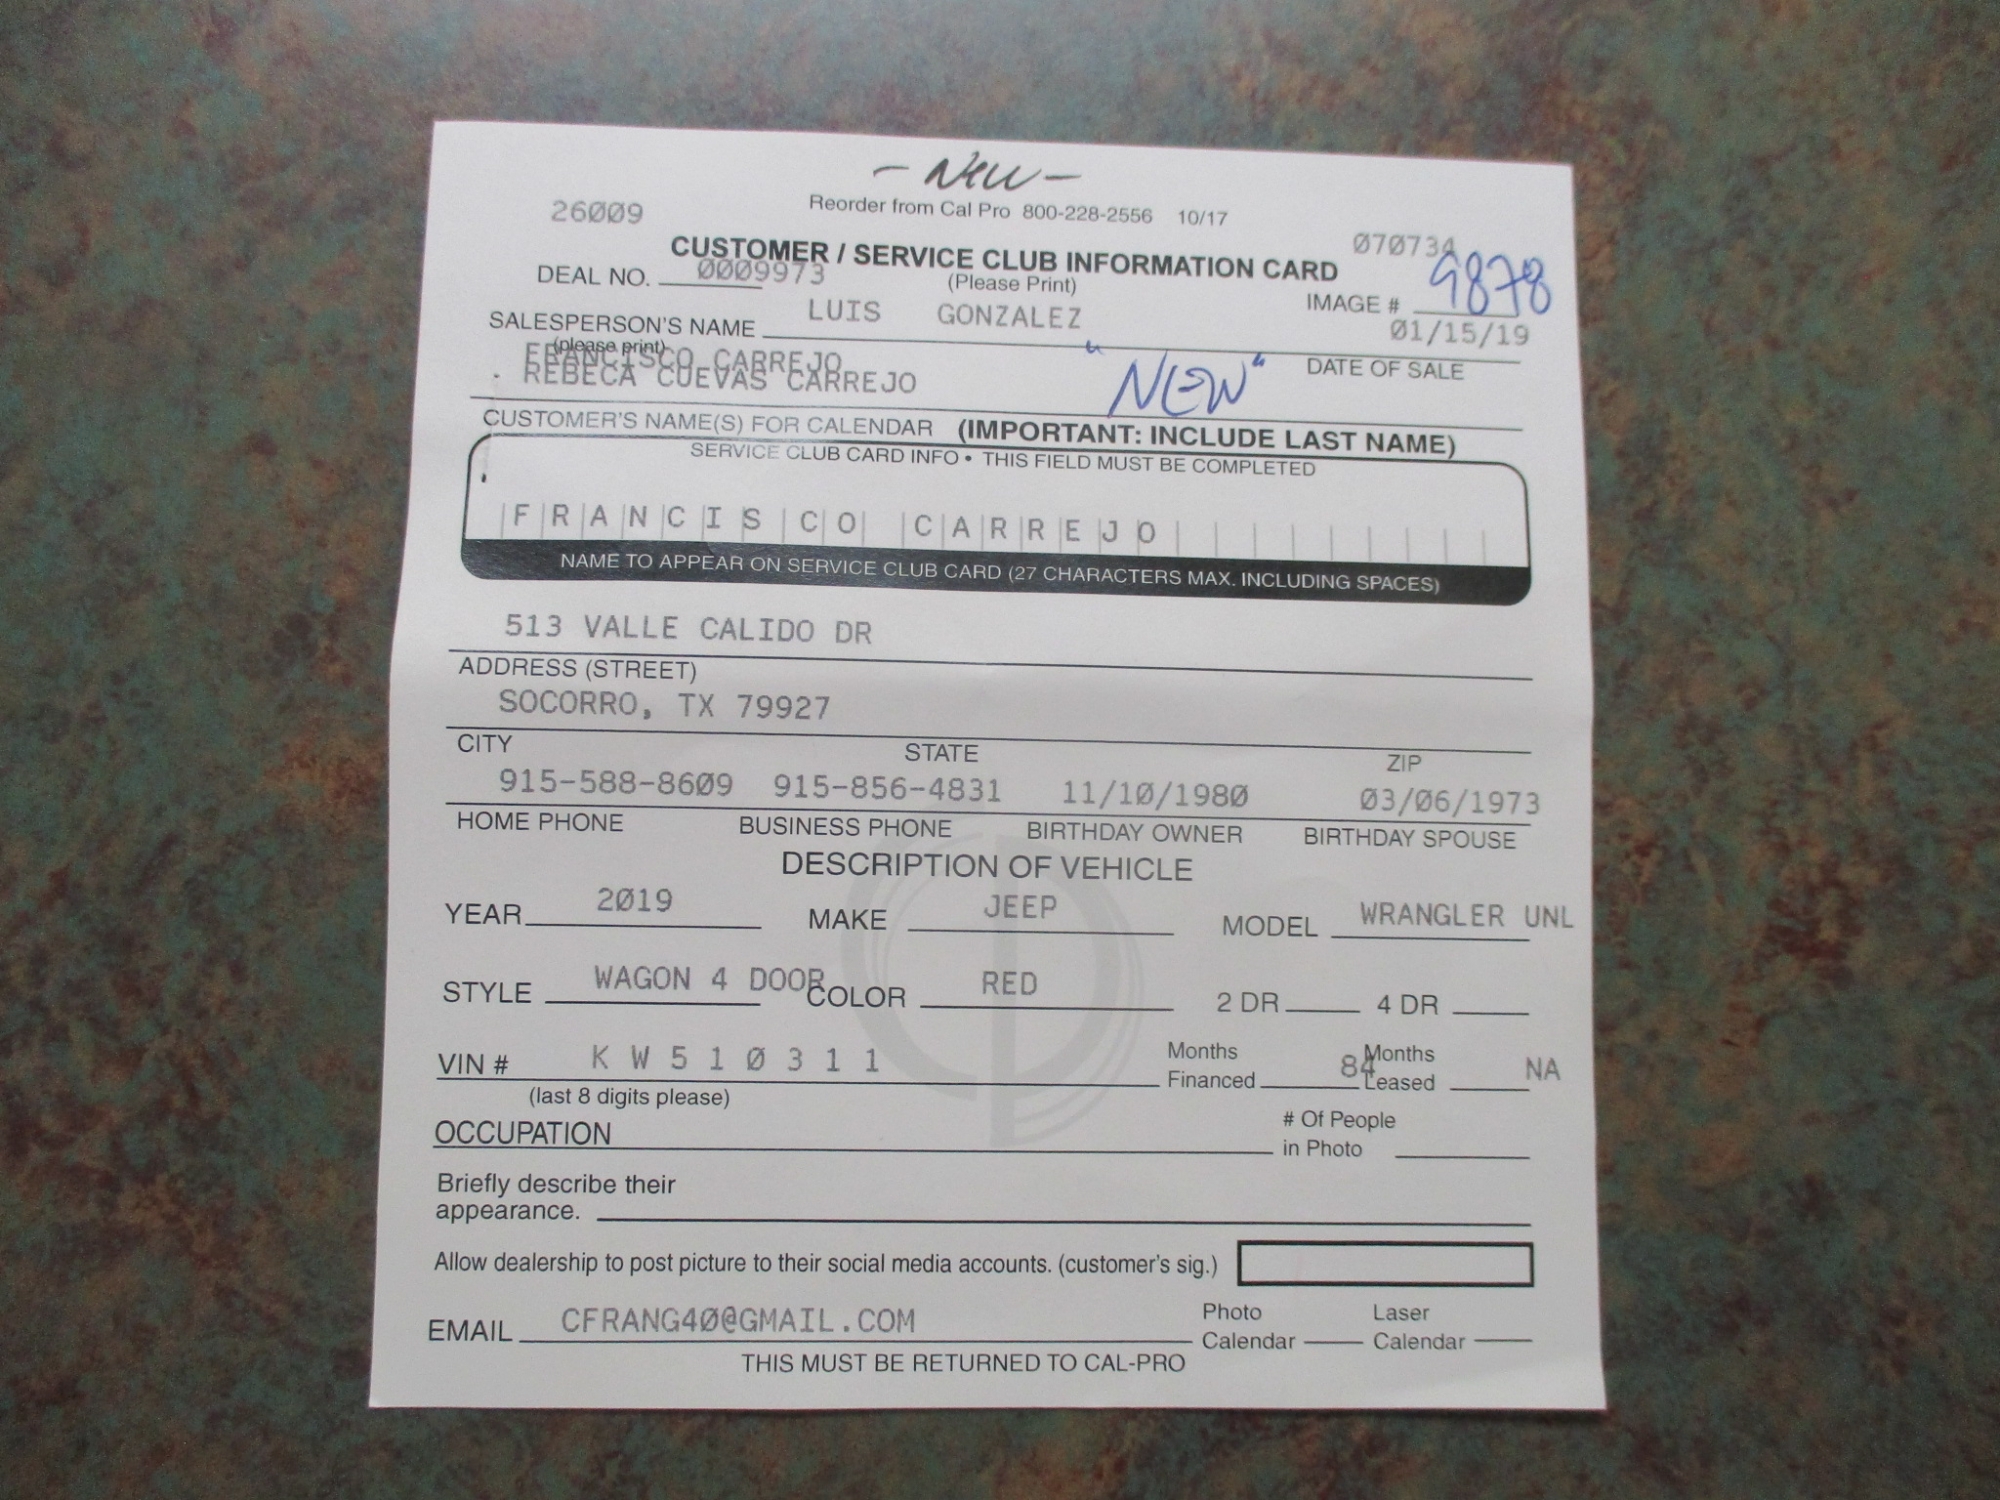 - New -
26009 Reorder from Cal Pro 800-228-2556 10/17
CUSTOMER / SERVICE CLUB INFORMATION CARD 070734
DEAL NO. 0009973 (Please Print) IMAGE # 9878
SALESPERSON'S NAME LUIS GONZALEZ 01/15/19
(please print) DATE OF SALE
FRANCISCO CARREJO
REBECA CUEVAS CARREJO "NEW"
CUSTOMER'S NAME(S) FOR CALENDAR (IMPORTANT: INCLUDE LAST NAME)
SERVICE CLUB CARD INFO • THIS FIELD MUST BE COMPLETED
FRANCISCO CARREJO
NAME TO APPEAR ON SERVICE CLUB CARD (27 CHARACTERS MAX. INCLUDING SPACES)
513 VALLE CALIDO DR
ADDRESS (STREET)
SOCORRO, TX 79927
CITY STATE ZIP
915-588-8609 915-856-4831 11/10/1980 03/06/1973
HOME PHONE BUSINESS PHONE BIRTHDAY OWNER BIRTHDAY SPOUSE
DESCRIPTION OF VEHICLE
YEAR 2019 MAKE JEEP MODEL WRANGLER UNL
STYLE WAGON 4 DOOR COLOR RED 2 DR 4 DR
VIN # K W 5 1 0 3 1 1 Months Financed 84 Months Leased NA
(last 8 digits please)
OCCUPATION # Of People in Photo
Briefly describe their
appearance.
Allow dealership to post picture to their social media accounts. (customer's sig.)
EMAIL CFRANG40@GMAIL.COM Photo Calendar Laser Calendar
THIS MUST BE RETURNED TO CAL-PRO